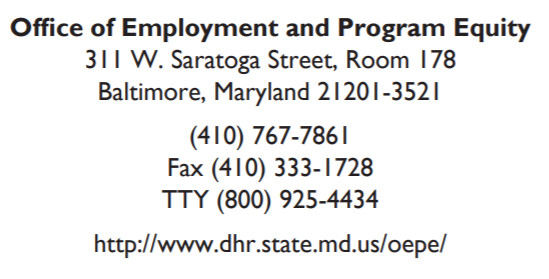 Office of Employment and Program Equity
311 W. Saratoga Street, Room 178
Baltimore, Maryland 21201-3521
(410) 767-7861
Fax (410) 333-1728
TTY (800) 925-4434
http://www.dhr.state.md.us/oepe/